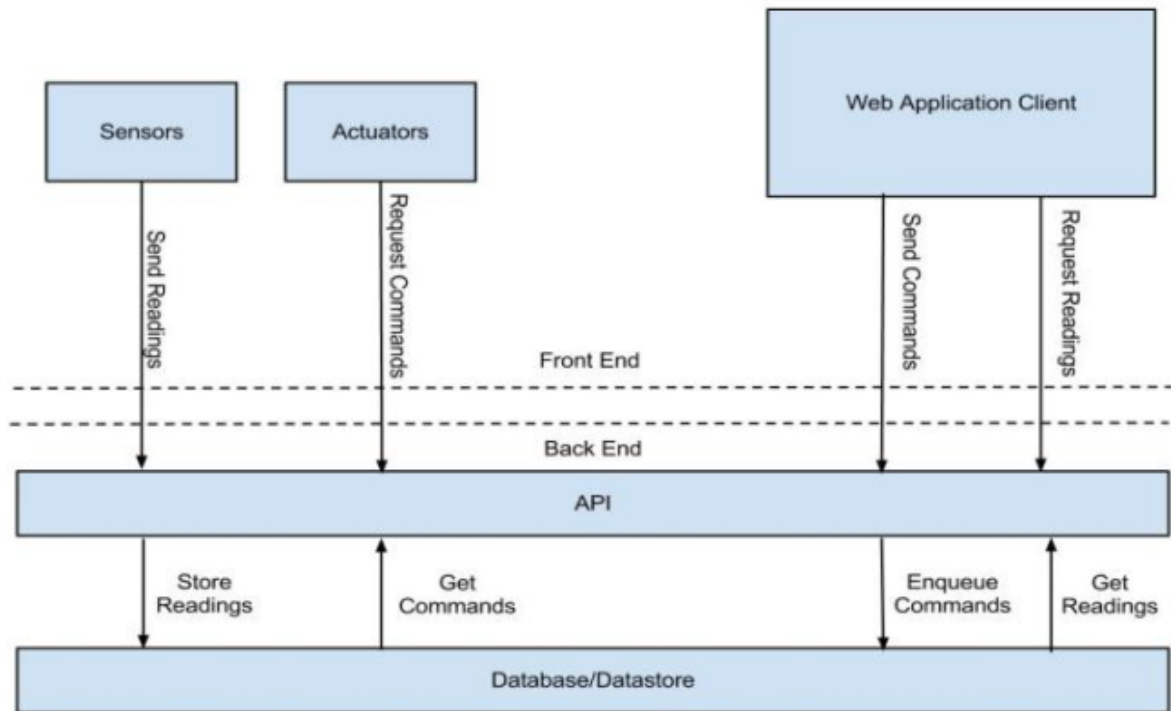 Web Application Client
Sensors
Actuators
Send Readings
Request Commands
Send Commands
Request Readings
Front End
Back End
API
Store
Readings
Get
Commands
Enqueue
Commands
Get
Readings
Database/Datastore